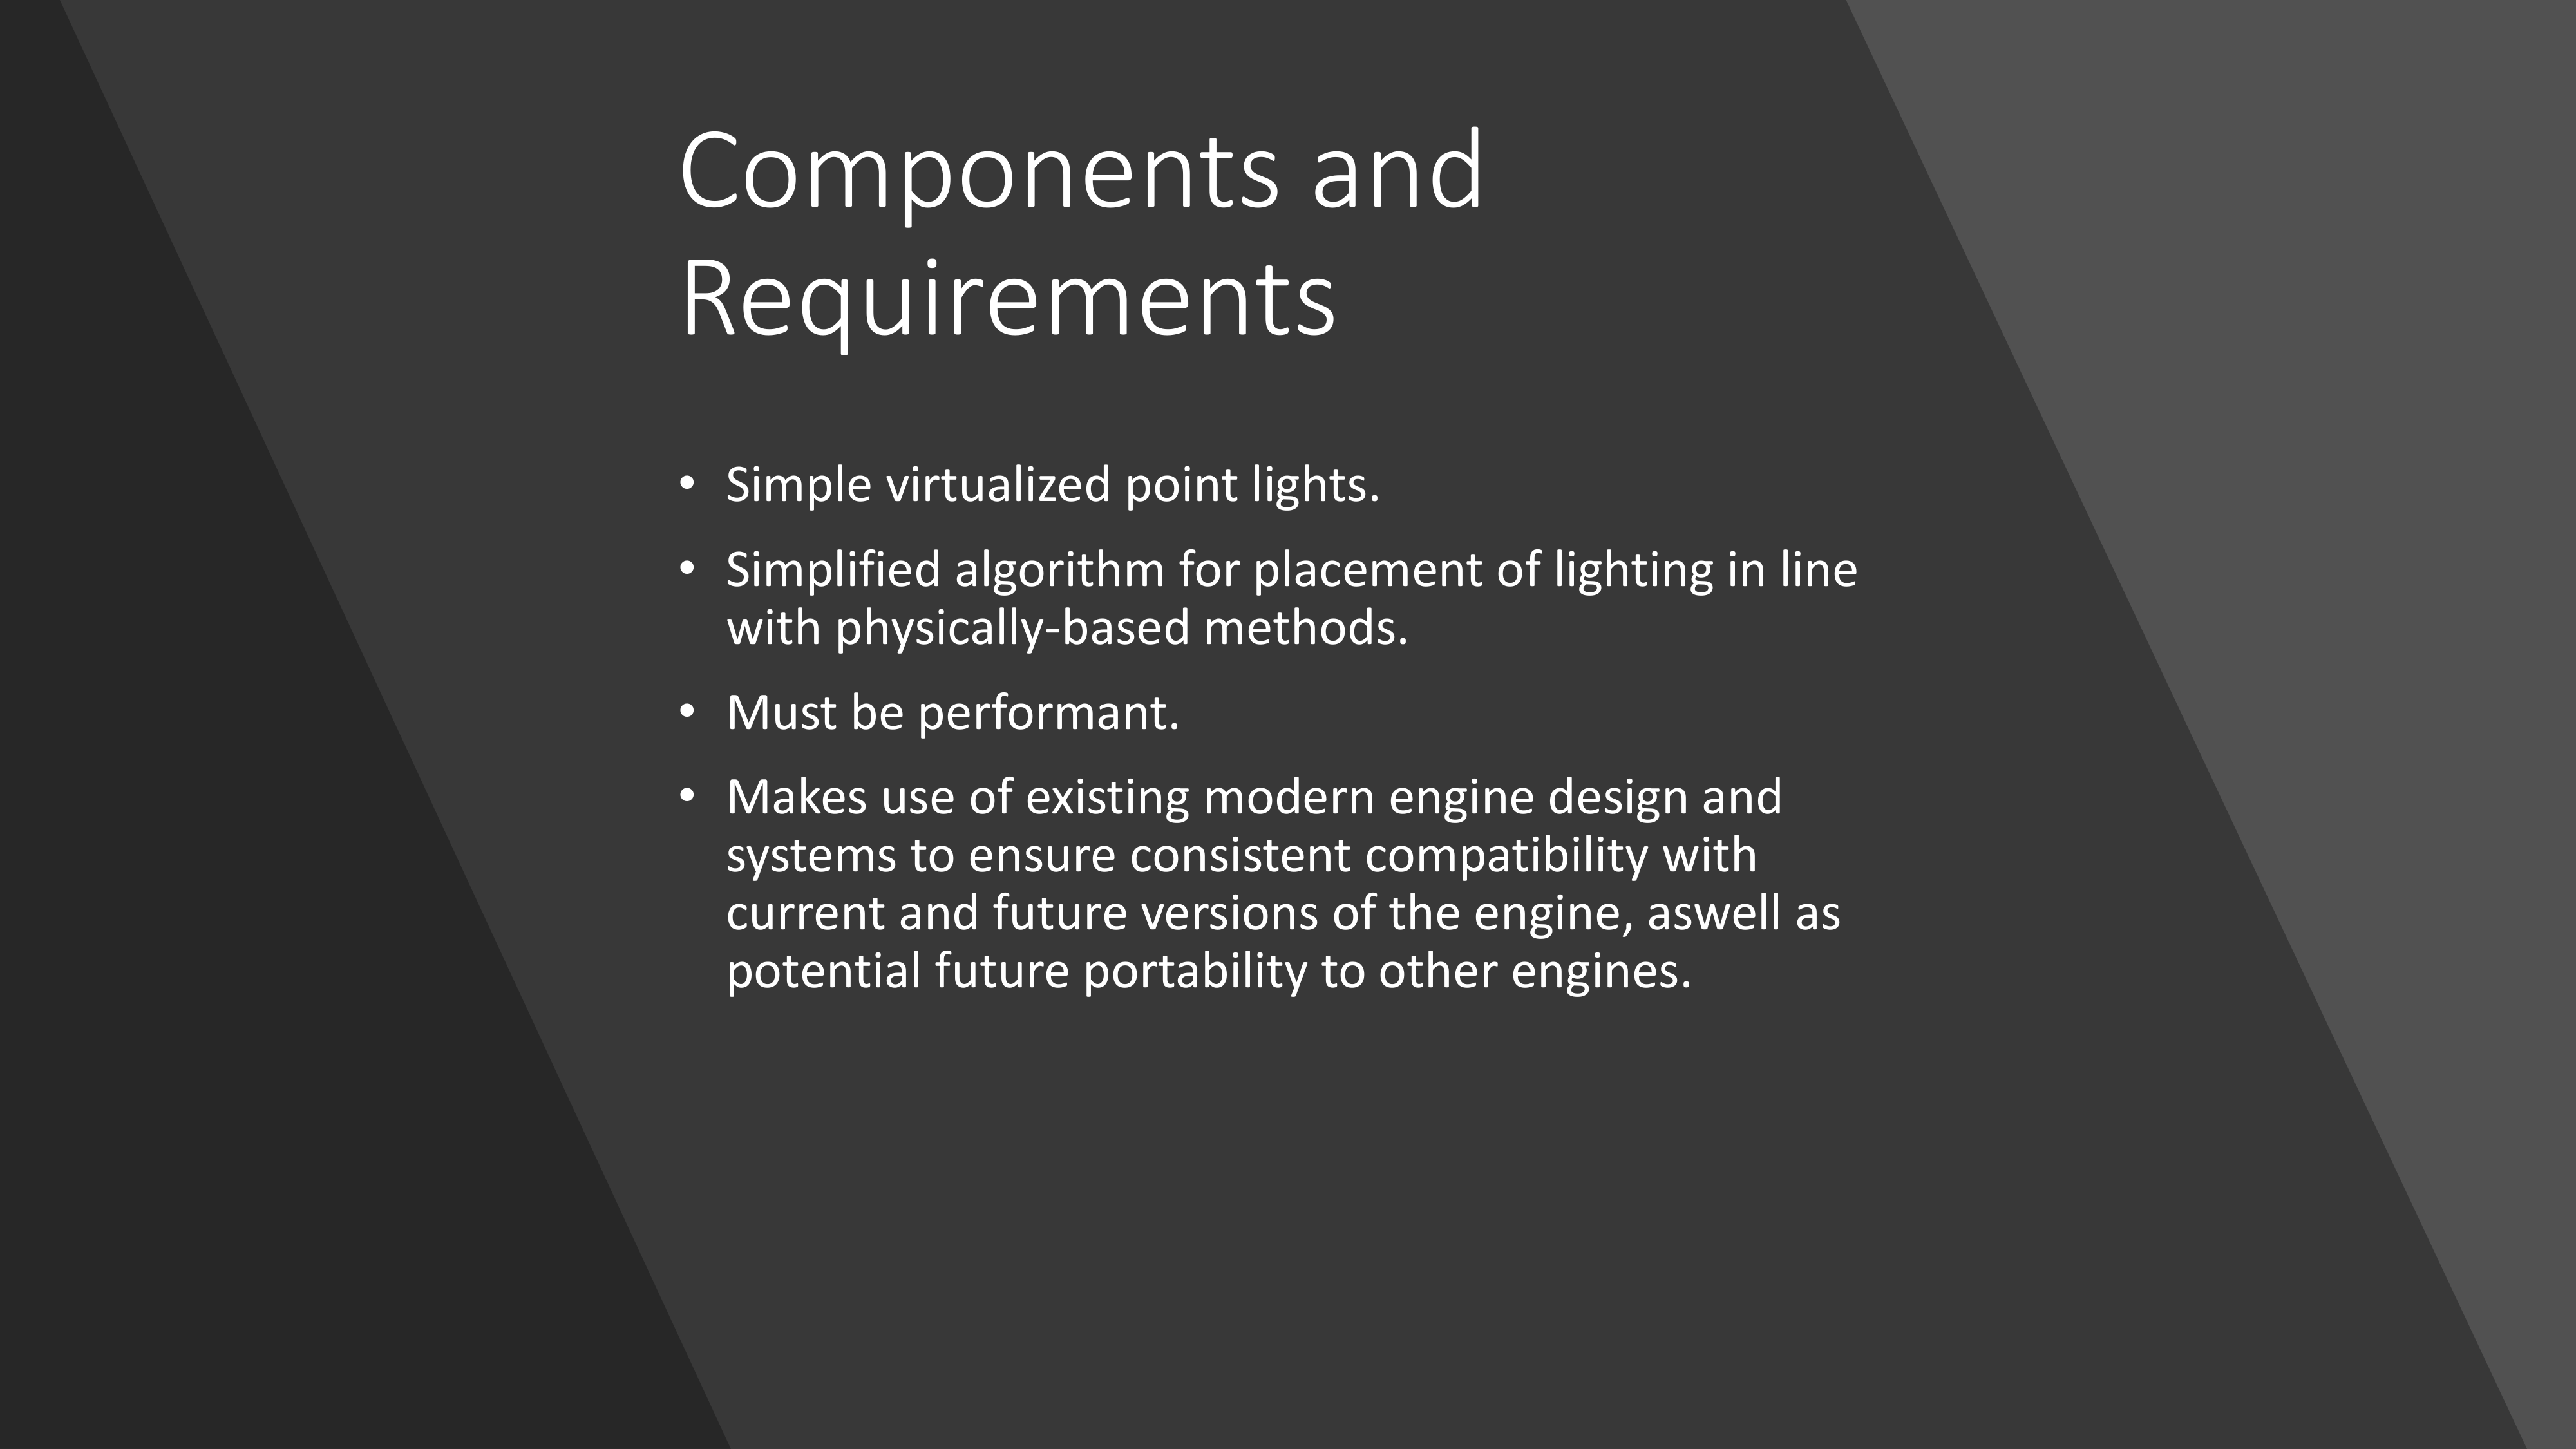 Components and
Requirements
• Simple virtualized point lights.
• Simplified algorithm for placement of lighting in line
with physically-based methods.
• Must be performant.
• Makes use of existing modern engine design and
systems to ensure consistent compatibility with
current and future versions of the engine, aswell as
potential future portability to other engines.